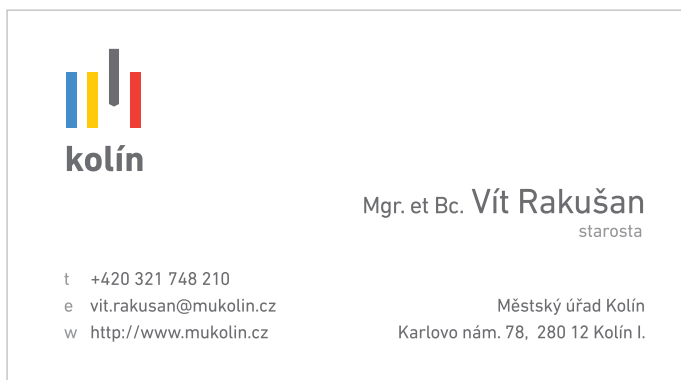 kolín
Mgr. et Bc. Vít Rakušan
starosta
t +420 321 748 210
e vit.rakusan@mukolin.cz
w http://www.mukolin.cz
Městský úřad Kolín
Karlovo nám. 78, 280 12 Kolín I.